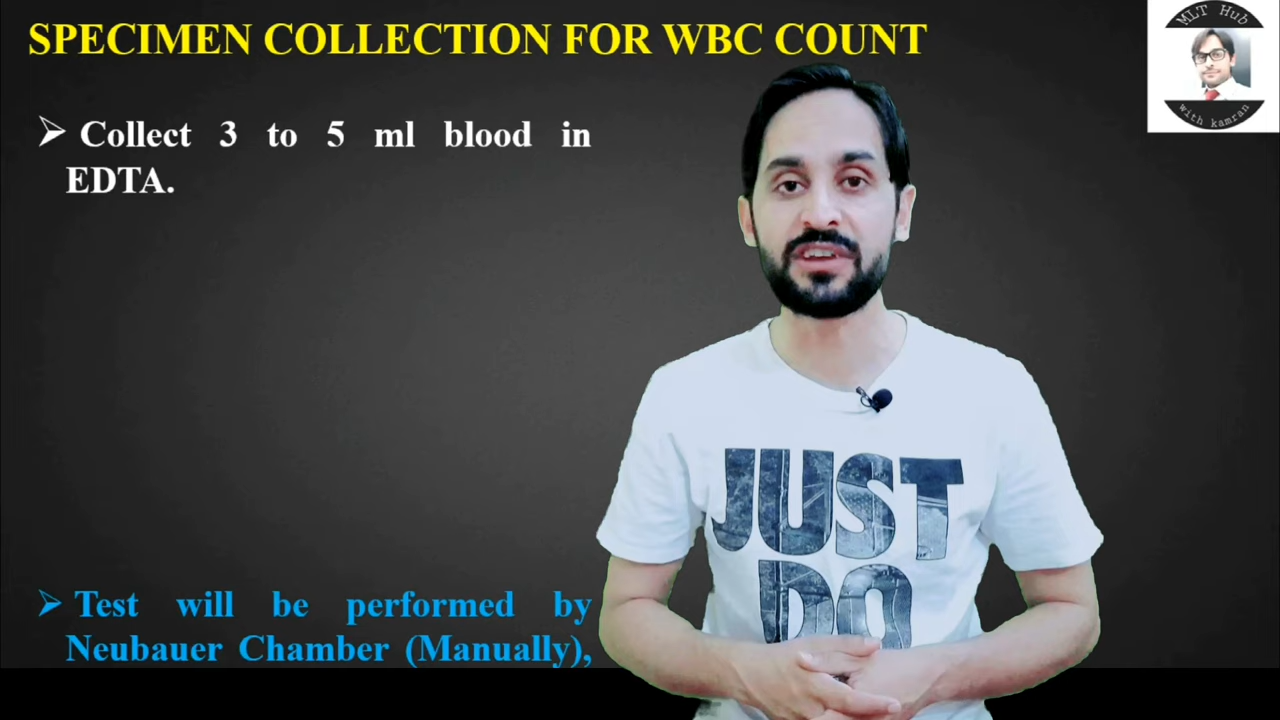 SPECIMEN COLLECTION FOR WBC COUNT
MLT Hub
with kamran
➢ Collect 3 to 5 ml blood in
EDTA.
JUST
DO
➢ Test will be performed by
Neubauer Chamber (Manually),